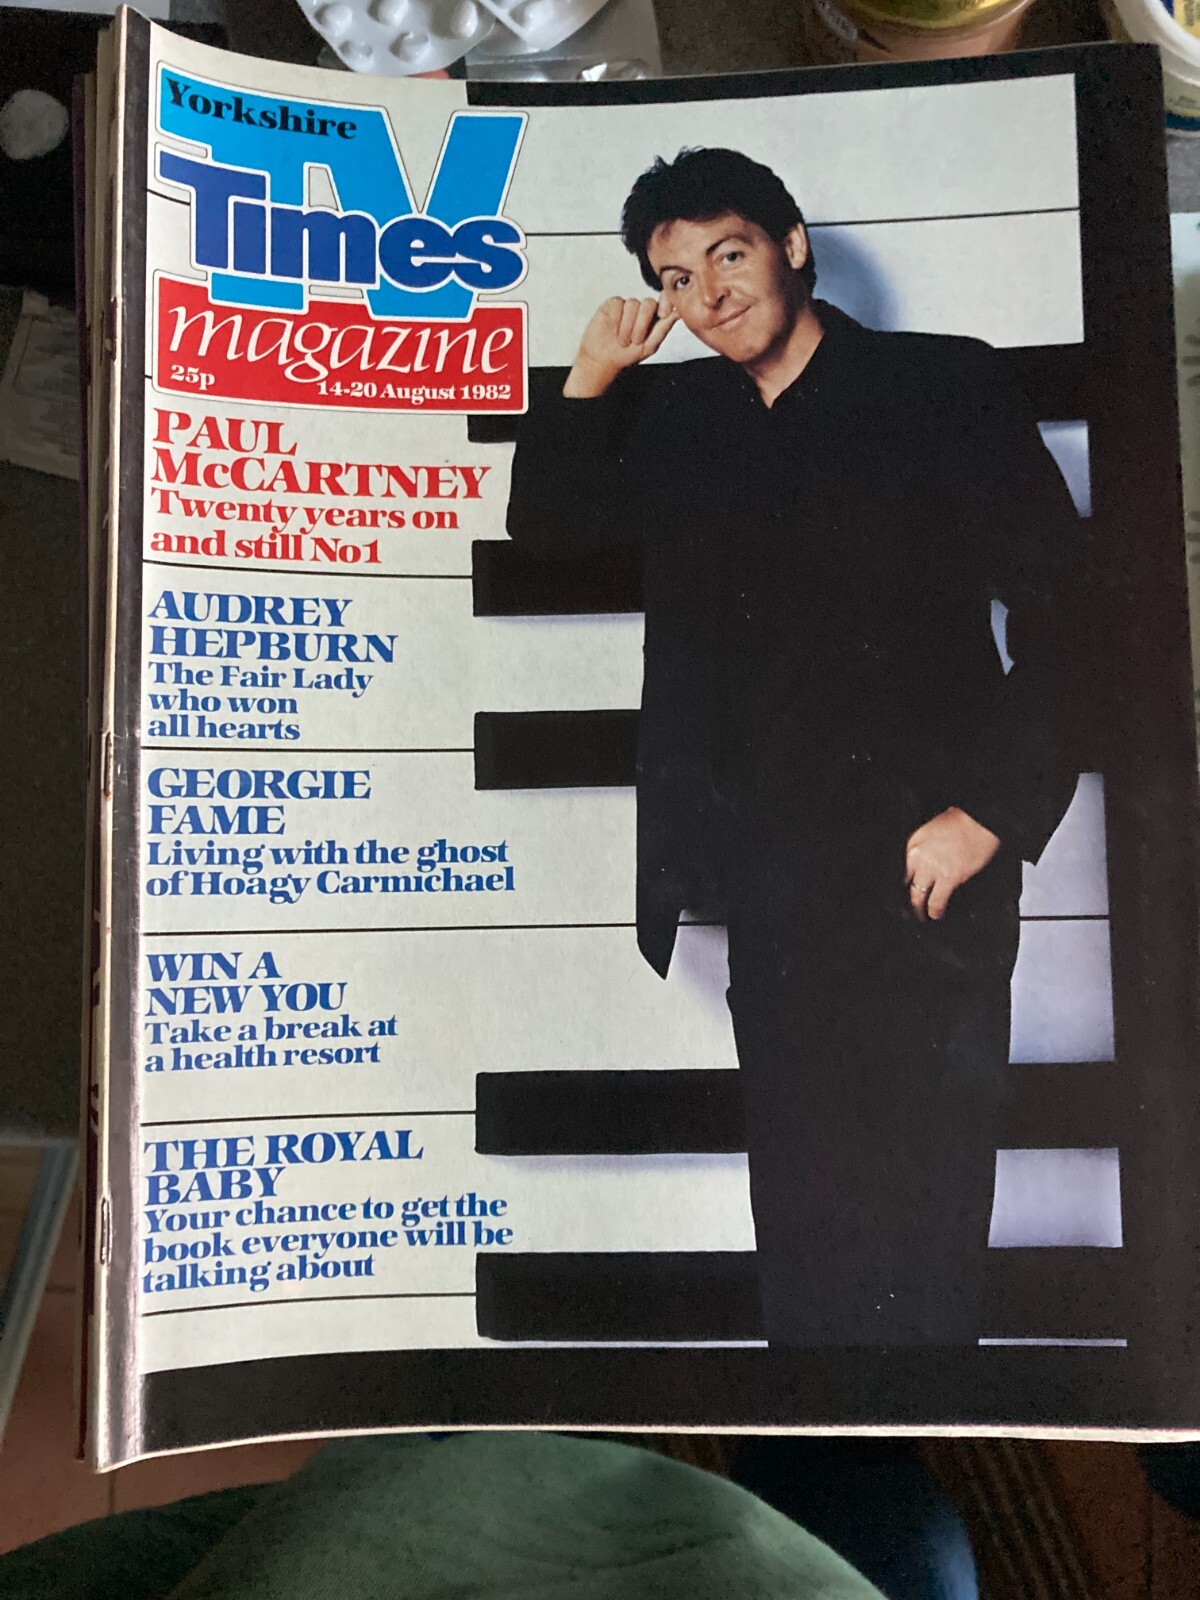 Yorkshire
TV
Times
magazine
25p
14-20 August 1982
PAUL
McCARTNEY
Twenty years on
and still No1
AUDREY
HEPBURN
The Fair Lady
who won
all hearts
GEORGIE
FAME
Living with the ghost
of Hoagy Carmichael
WIN A
NEW YOU
Take a break at
a health resort
THE ROYAL
BABY
Your chance to get the
book everyone will be
talking about